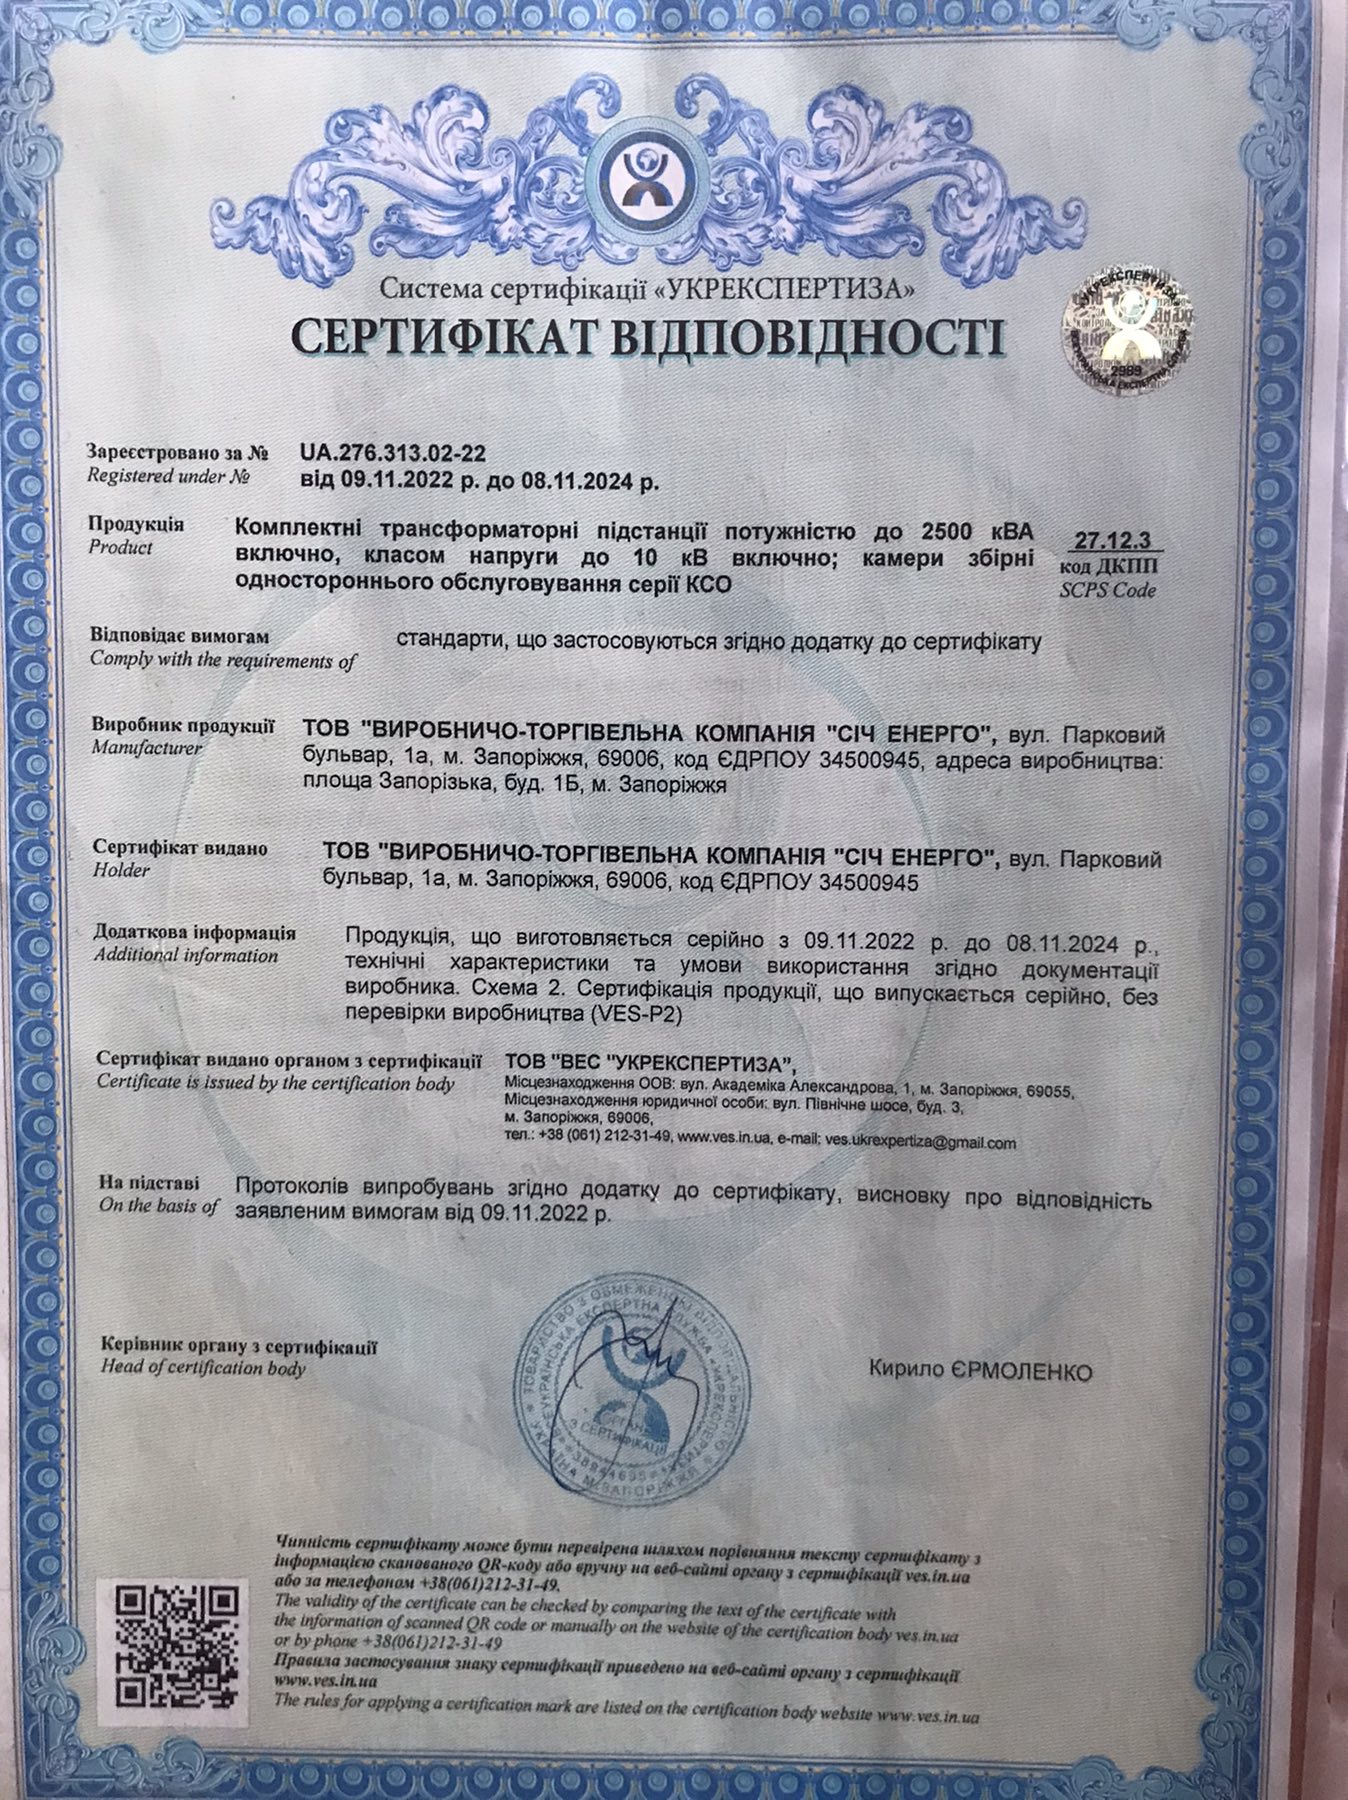 Система сертифікації «УКРЕКСПЕРТИЗА»
СЕРТИФІКАТ ВІДПОВІДНОСТІ
УКРЕКСПЕРТИЗА
2989
Зареєстровано за № UA.276.313.02-22
Registered under № від 09.11.2022 р. до 08.11.2024 р.
Продукція Комплектні трансформаторні підстанції потужністю до 2500 кВА
Product включно, класом напруги до 10 кВ включно; камери збірні
одностороннього обслуговування серії КСО
27.12.3
код ДКПП
SCPS Code
Відповідає вимогам стандарти, що застосовуються згідно додатку до сертифікату
Comply with the requirements of
Виробник продукції ТОВ "ВИРОБНИЧО-ТОРГІВЕЛЬНА КОМПАНІЯ "СІЧ ЕНЕРГО", вул. Парковий
Manufacturer бульвар, 1а, м. Запоріжжя, 69006, код ЄДРПОУ 34500945, адреса виробництва:
площа Запорізька, буд. 1Б, м. Запоріжжя
Сертифікат видано ТОВ "ВИРОБНИЧО-ТОРГІВЕЛЬНА КОМПАНІЯ "СІЧ ЕНЕРГО", вул. Парковий
Holder бульвар, 1а, м. Запоріжжя, 69006, код ЄДРПОУ 34500945
Додаткова інформація Продукція, що виготовляється серійно з 09.11.2022 р. до 08.11.2024 р.,
Additional information технічні характеристики та умови використання згідно документації
виробника. Схема 2. Сертифікація продукції, що випускається серійно, без
перевірки виробництва (VES-P2)
Сертифікат видано органом з сертифікації ТОВ "ВЕС "УКРЕКСПЕРТИЗА",
Certificate is issued by the certification body Місцезнаходження ООВ: вул. Академіка Александрова, 1, м. Запоріжжя, 69055,
Місцезнаходження юридичної особи: вул. Північне шосе, буд. 3,
м. Запоріжжя, 69006,
тел.: +38 (061) 212-31-49, www.ves.in.ua, e-mail: ves.ukrexpertiza@gmail.com
На підставі Протоколів випробувань згідно додатку до сертифікату, висновку про відповідність
On the basis of заявленим вимогам від 09.11.2022 р.
Керівник органу з сертифікації
Head of certification body
Кирило ЄРМОЛЕНКО
ОРГАН
З СЕРТИФІКАЦІЇ
Чинність сертифікату може бути перевірена шляхом порівняння тексту сертифікату з
інформацією сканованого QR-коду або вручну на веб-сайті органу з сертифікації ves.in.ua
або за телефоном +38(061)212-31-49.
The validity of the certificate can be checked by comparing the text of the certificate with
the information of scanned QR code or manually on the website of the certification body ves.in.ua
or by phone +38(061)212-31-49
Правила застосування знаку сертифікації приведено на веб-сайті органу з сертифікації
www.ves.in.ua
The rules for applying a certification mark are listed on the certification body website www.ves.in.ua